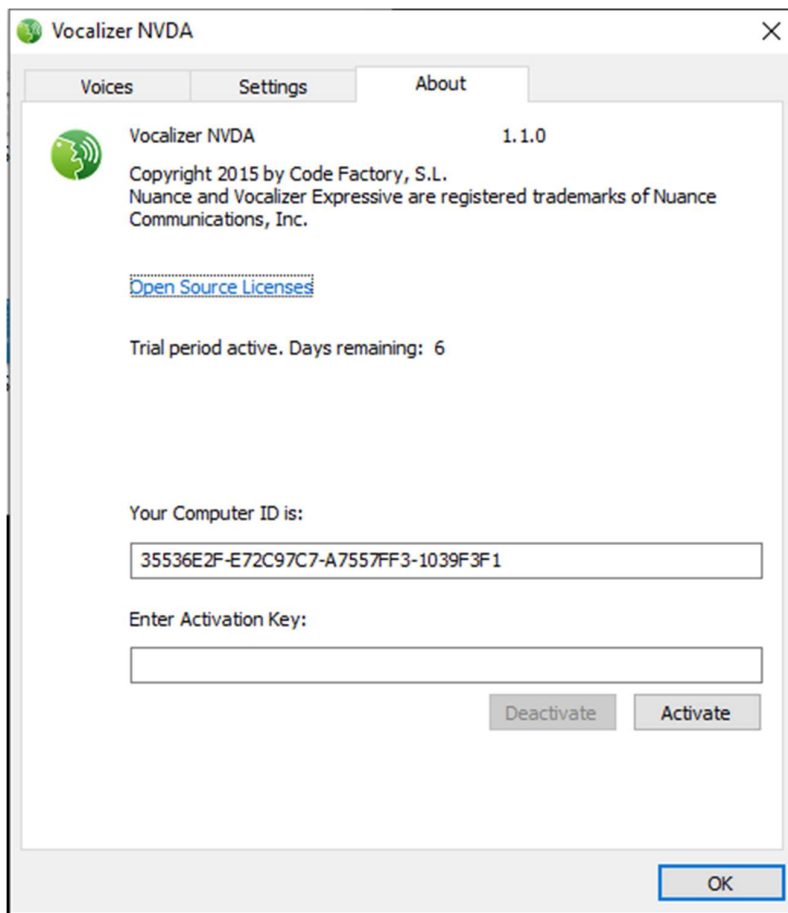 Vocalizer NVDA
Voices
Settings
About
Vocalizer NVDA 1.1.0
Copyright 2015 by Code Factory, S.L.
Nuance and Vocalizer Expressive are registered trademarks of Nuance
Communications, Inc.
Open Source Licenses
Trial period active. Days remaining: 6
Your Computer ID is:
35536E2F-E72C97C7-A7557FF3-1039F3F1
Enter Activation Key:
Deactivate
Activate
OK